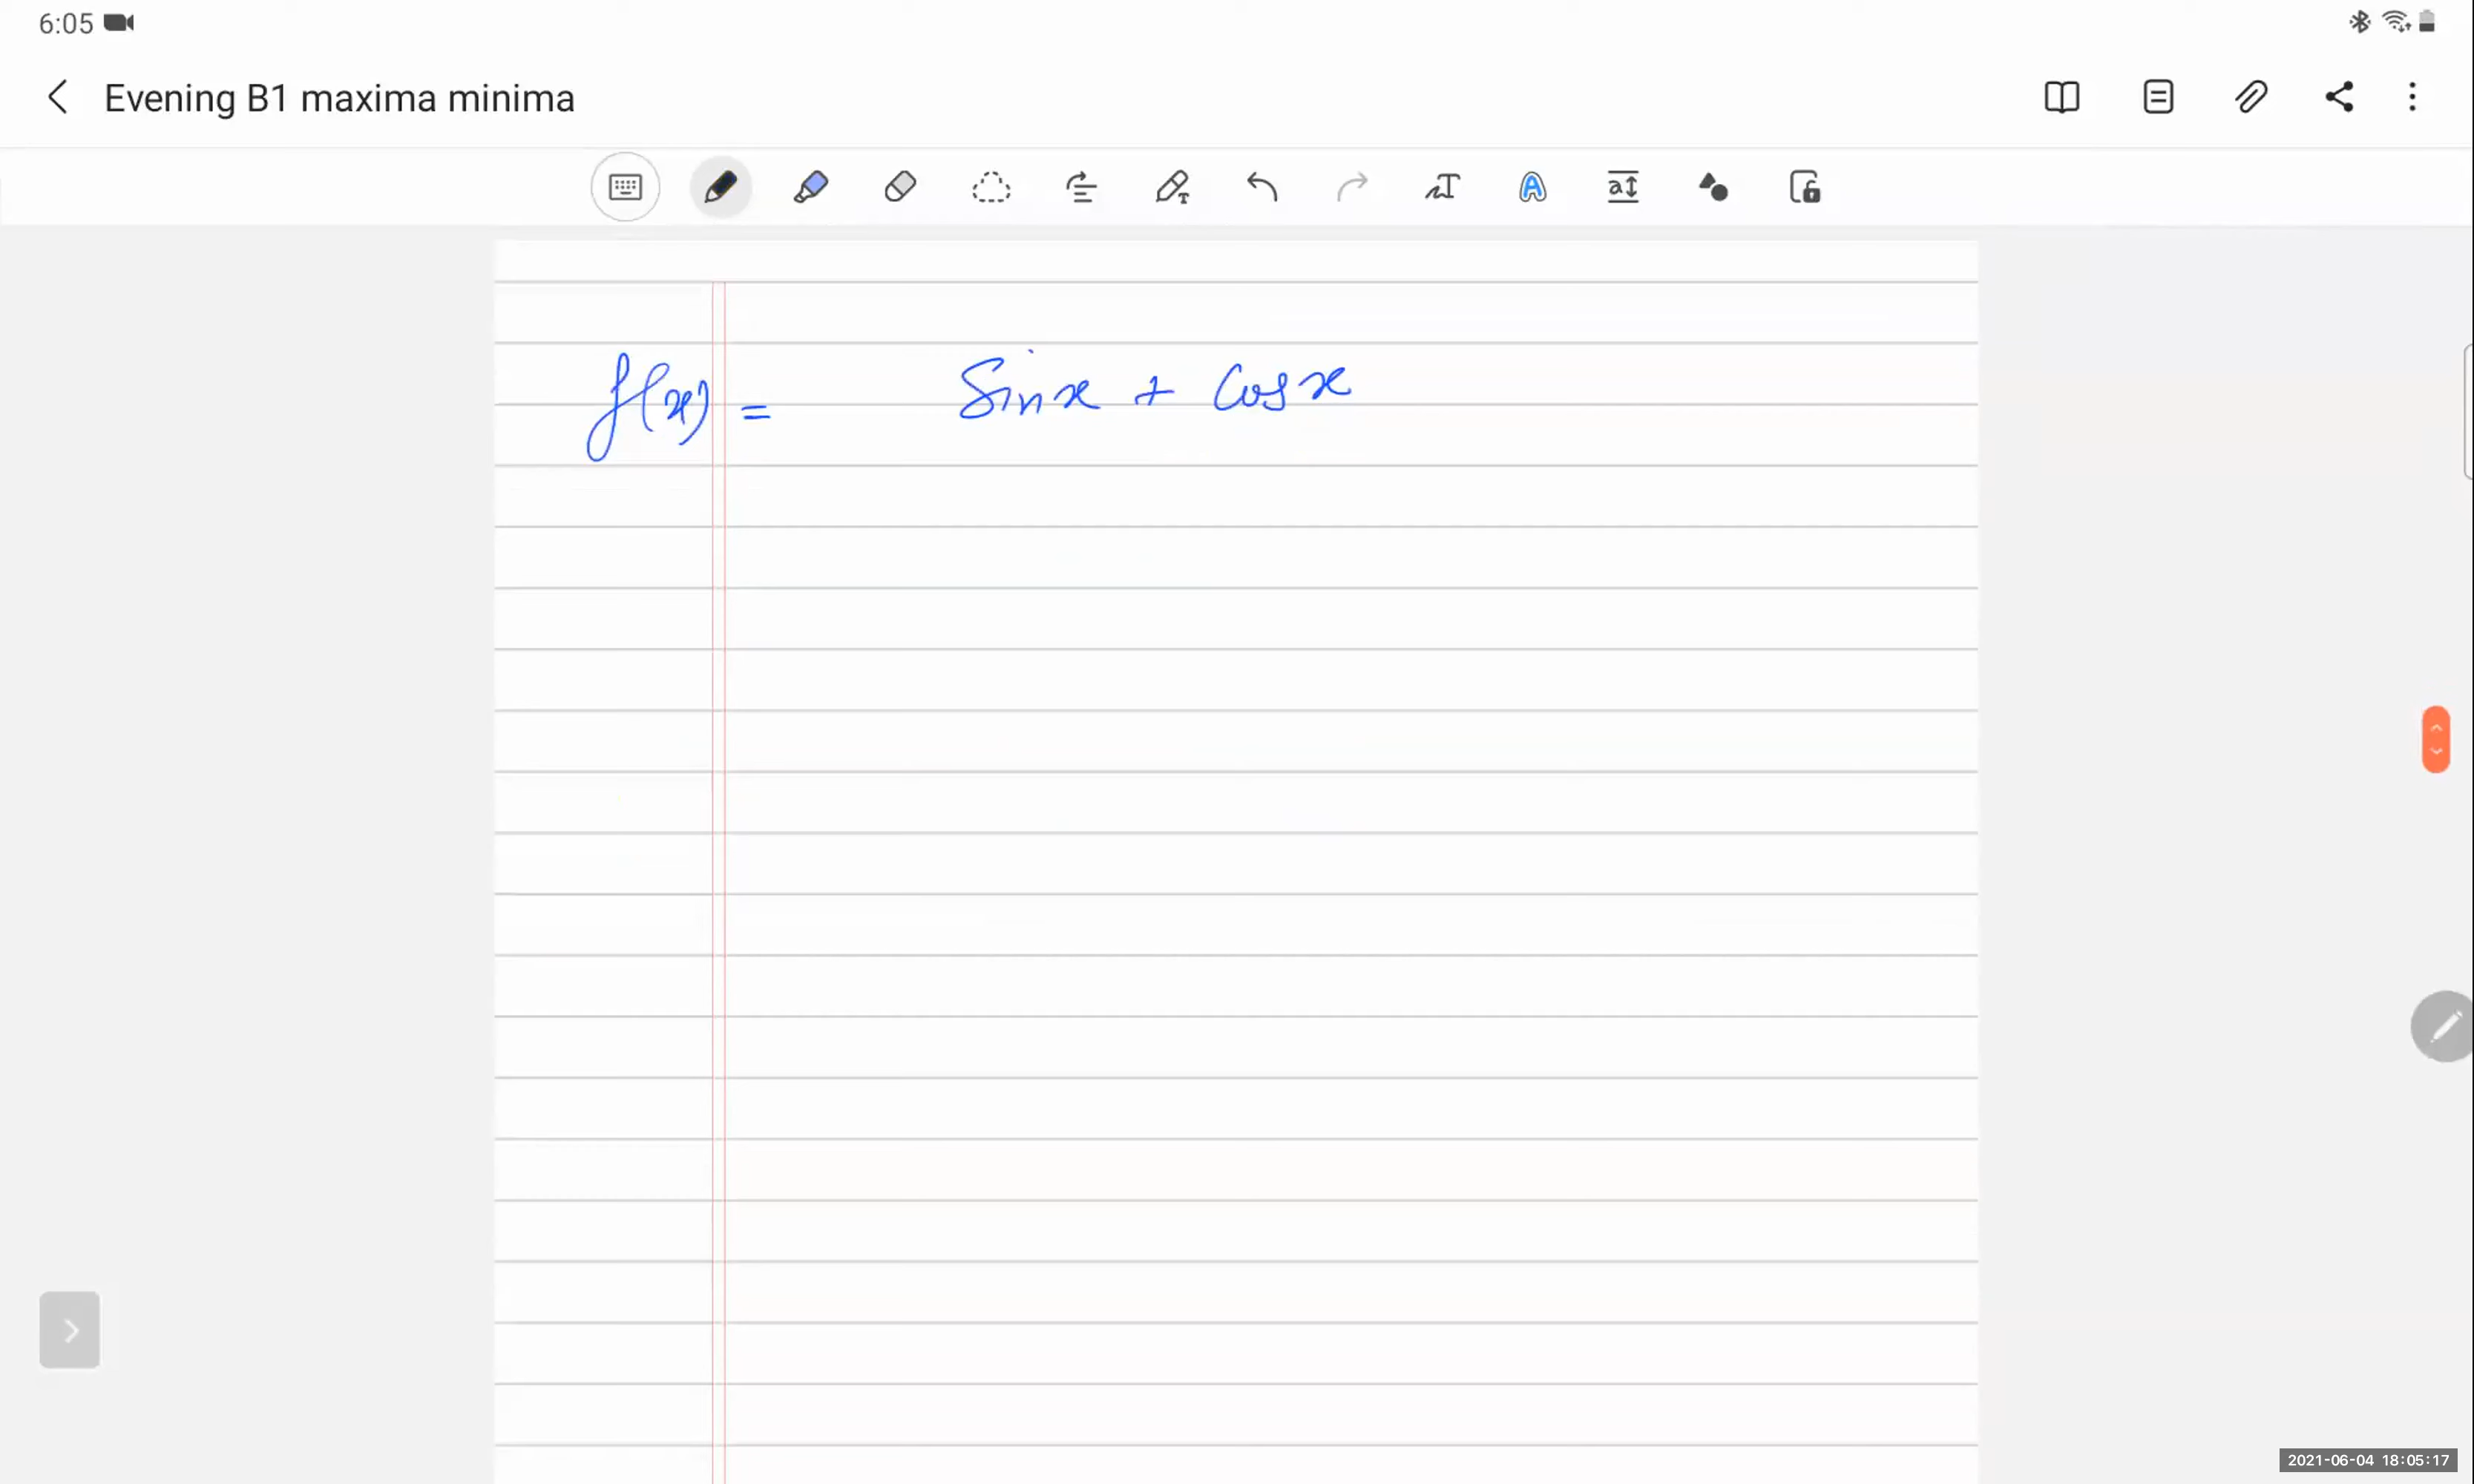 6:05
Evening B1 maxima minima
f(x) = Sinx + Cosx
2021-06-04 18:05:17